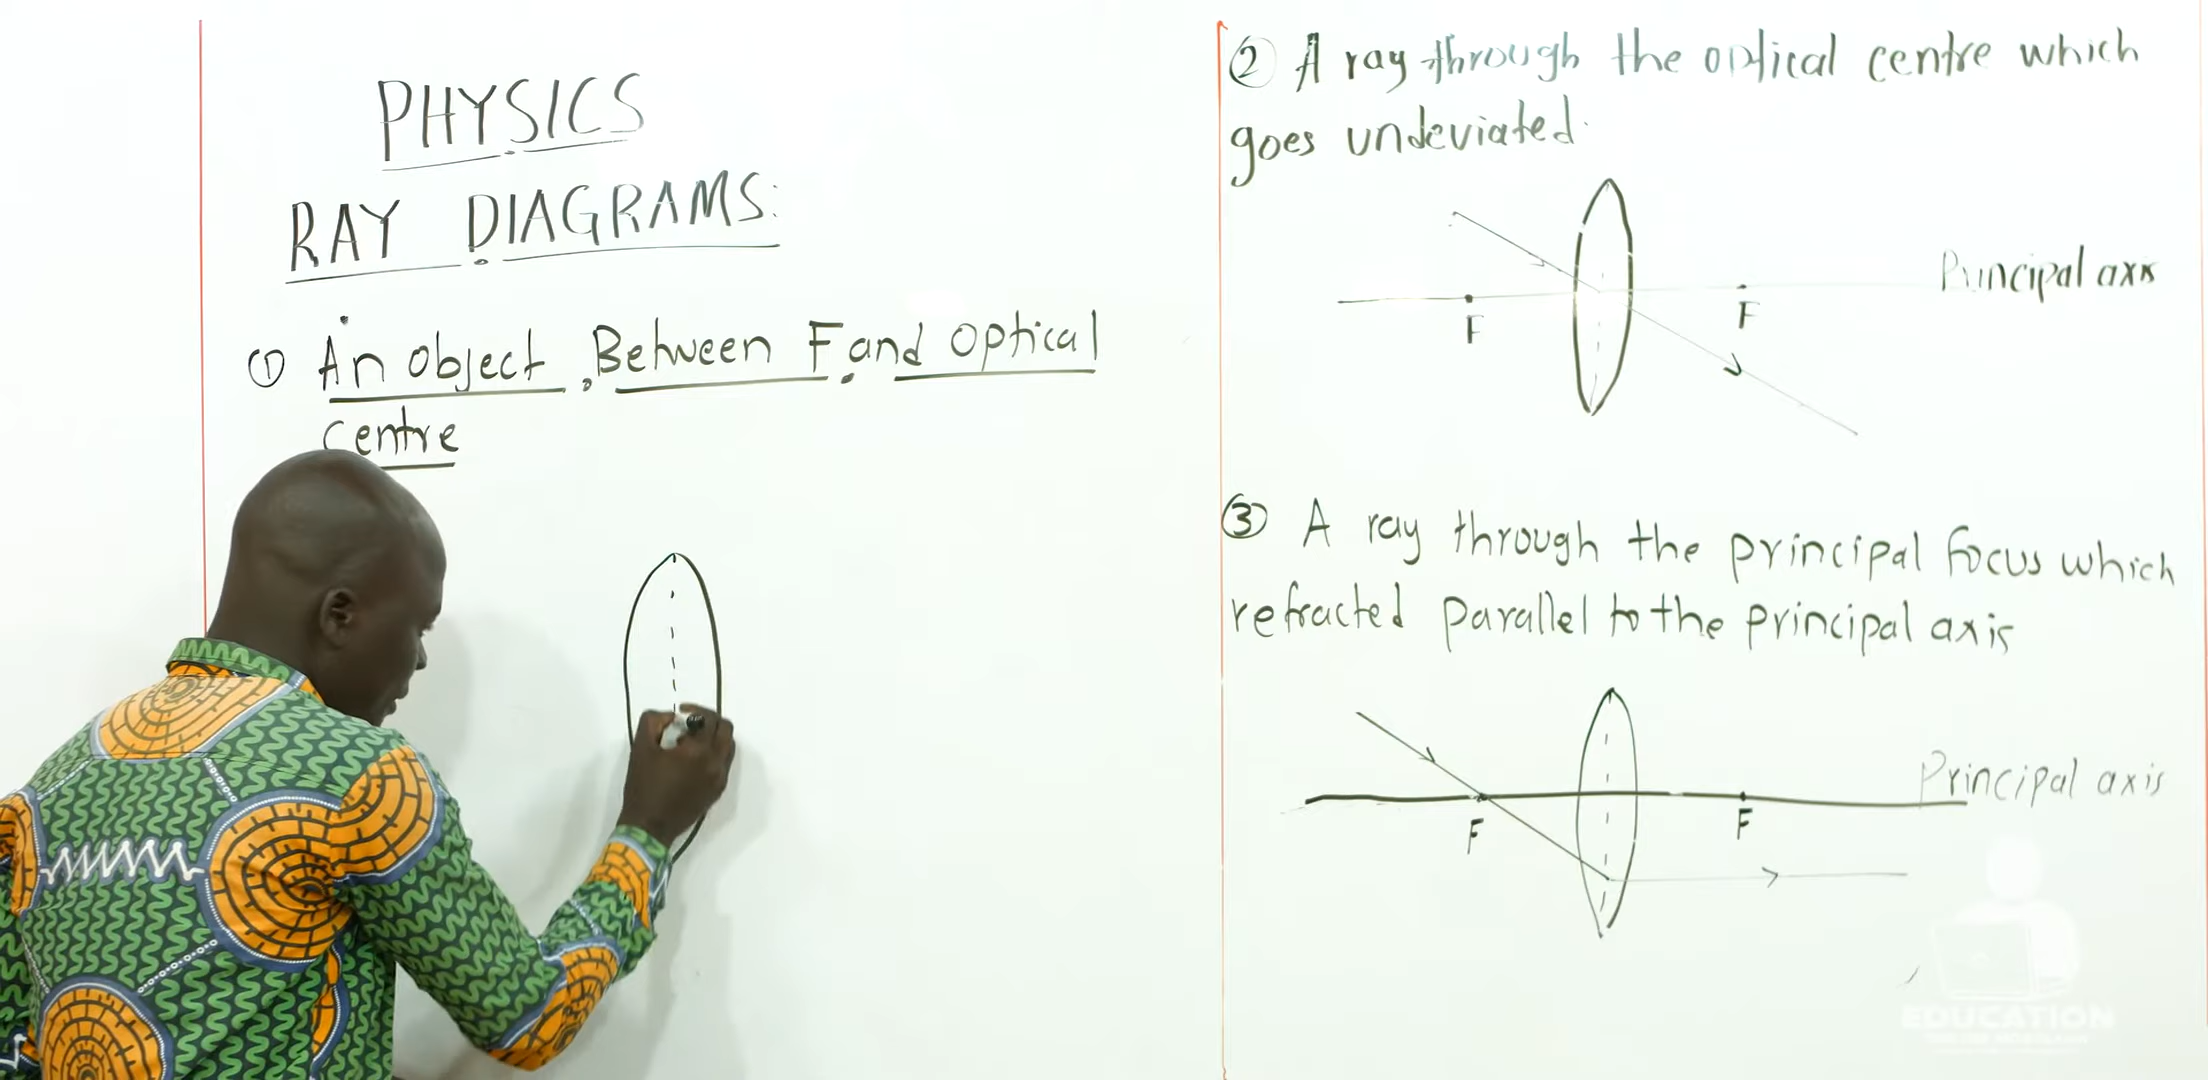 PHYSICS
RAY DIAGRAMS:
① An object Between F and optical
centre
② A ray through the optical centre which
goes undeviated.
F
F
Principal axis
③ A ray through the principal focus which
refracted parallel to the principal axis
F
F
Principal axis
EDUCATION